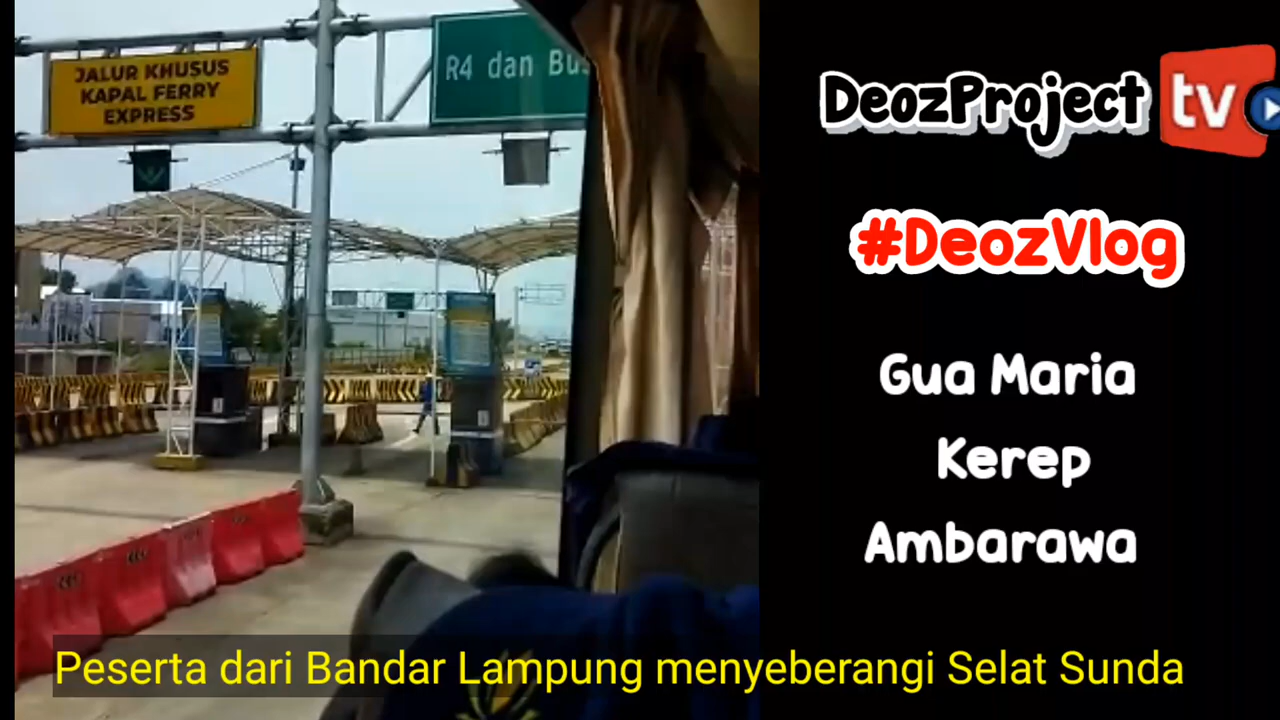 JALUR KHUSUS
KAPAL FERRY
EXPRESS
R4 dan Bus
DeozProject tv
#DeozVlog
Gua Maria
Kerep
Ambarawa
Peserta dari Bandar Lampung menyeberangi Selat Sunda